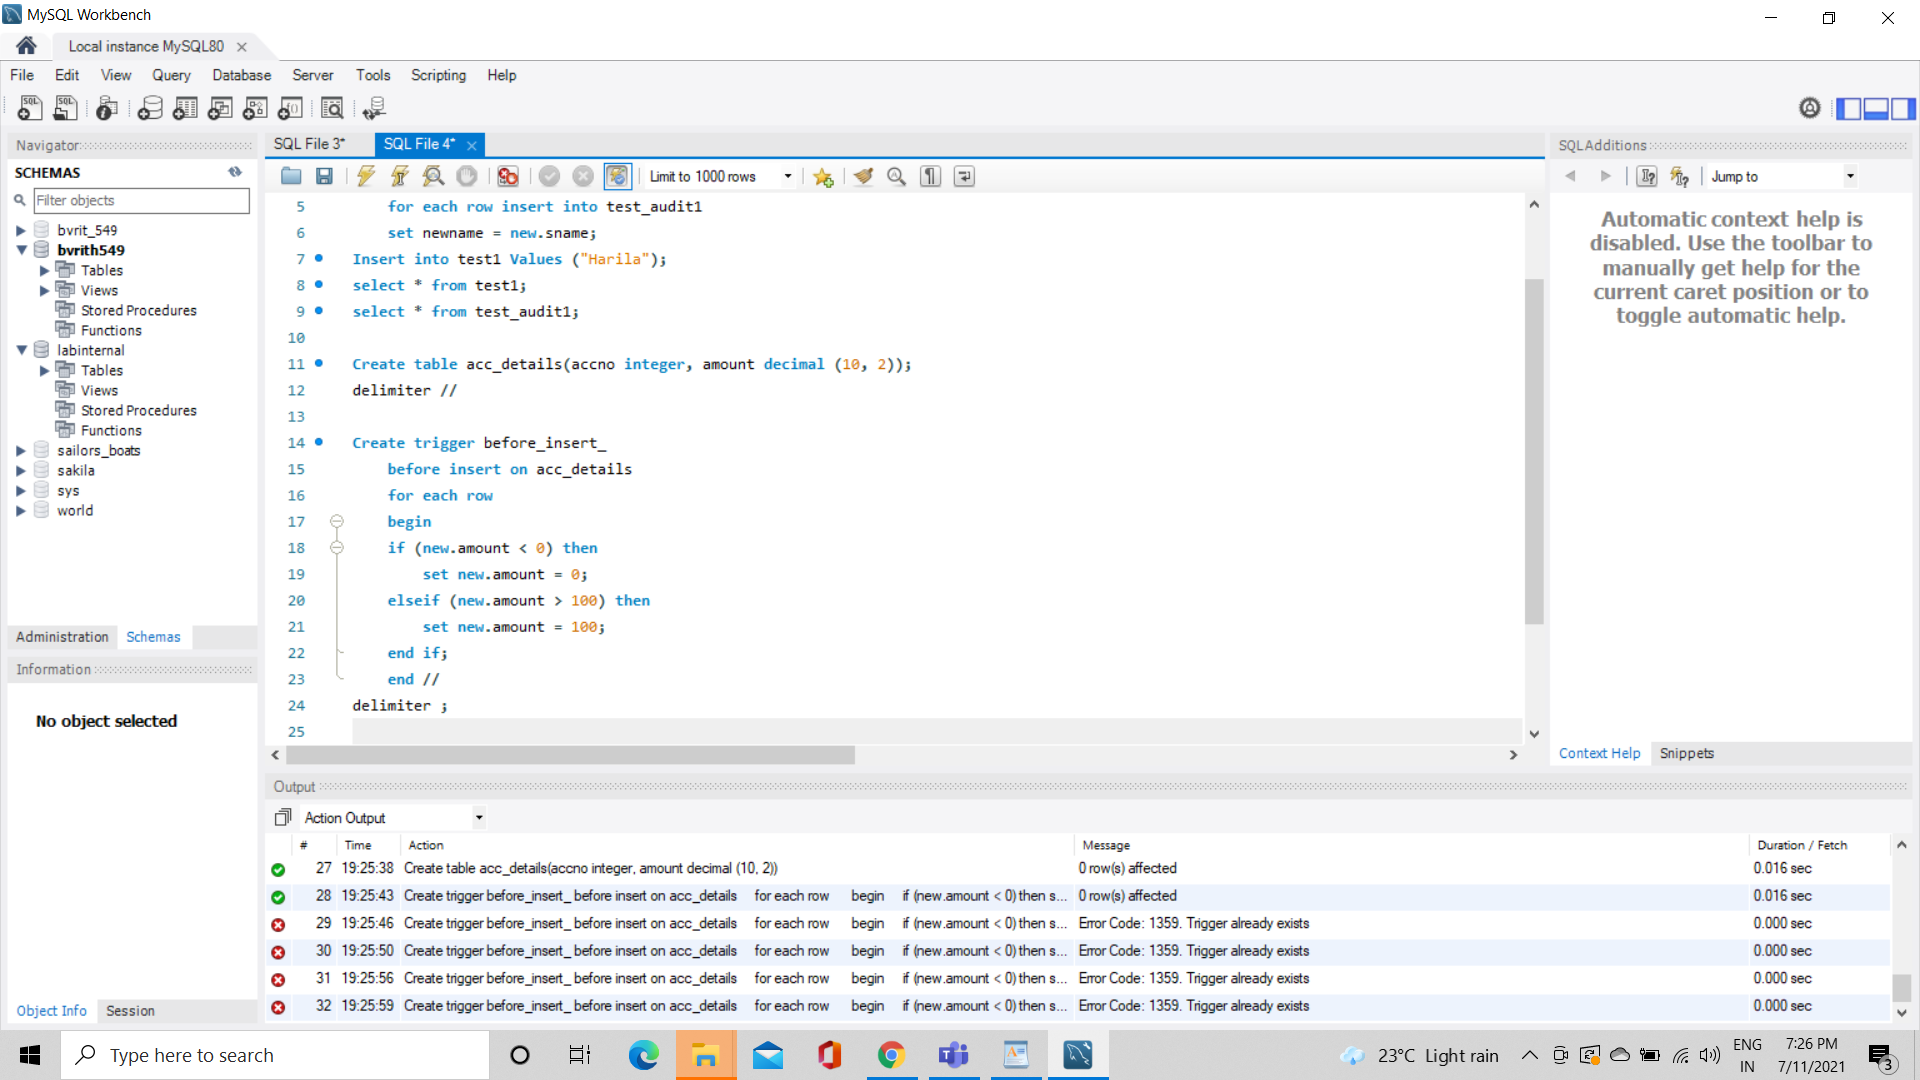 MySQL Workbench
Local instance MySQL80
File Edit View Query Database Server Tools Scripting Help
Navigator
SCHEMAS
Filter objects
bvrit_549
bvrith549
Tables
Views
Stored Procedures
Functions
labinternal
Tables
Views
Stored Procedures
Functions
sailors_boats
sakila
sys
world
Administration Schemas
Information
No object selected
Object Info Session
SQL File 3* SQL File 4*
Limit to 1000 rows
5 for each row insert into test_audit1
6 set newname = new.sname;
7 Insert into test1 Values ("Harila");
8 select * from test1;
9 select * from test_audit1;
10
11 Create table acc_details(accno integer, amount decimal (10, 2));
12 delimiter //
13
14 Create trigger before_insert_
15 before insert on acc_details
16 for each row
17 begin
18 if (new.amount < 0) then
19 set new.amount = 0;
20 elseif (new.amount > 100) then
21 set new.amount = 100;
22 end if;
23 end //
24 delimiter ;
25
SQLAdditions
Jump to
Automatic context help is
disabled. Use the toolbar to
manually get help for the
current caret position or to
toggle automatic help.
Context Help Snippets
Output
Action Output
# Time Action Message Duration / Fetch
27 19:25:38 Create table acc_details(accno integer, amount decimal (10, 2)) 0 row(s) affected 0.016 sec
28 19:25:43 Create trigger before_insert_ before insert on acc_details for each row begin if (new.amount < 0) then s... 0 row(s) affected 0.016 sec
29 19:25:46 Create trigger before_insert_ before insert on acc_details for each row begin if (new.amount < 0) then s... Error Code: 1359. Trigger already exists 0.000 sec
30 19:25:50 Create trigger before_insert_ before insert on acc_details for each row begin if (new.amount < 0) then s... Error Code: 1359. Trigger already exists 0.000 sec
31 19:25:56 Create trigger before_insert_ before insert on acc_details for each row begin if (new.amount < 0) then s... Error Code: 1359. Trigger already exists 0.000 sec
32 19:25:59 Create trigger before_insert_ before insert on acc_details for each row begin if (new.amount < 0) then s... Error Code: 1359. Trigger already exists 0.000 sec
Type here to search
23°C Light rain
ENG
IN
7:26 PM
7/11/2021
3